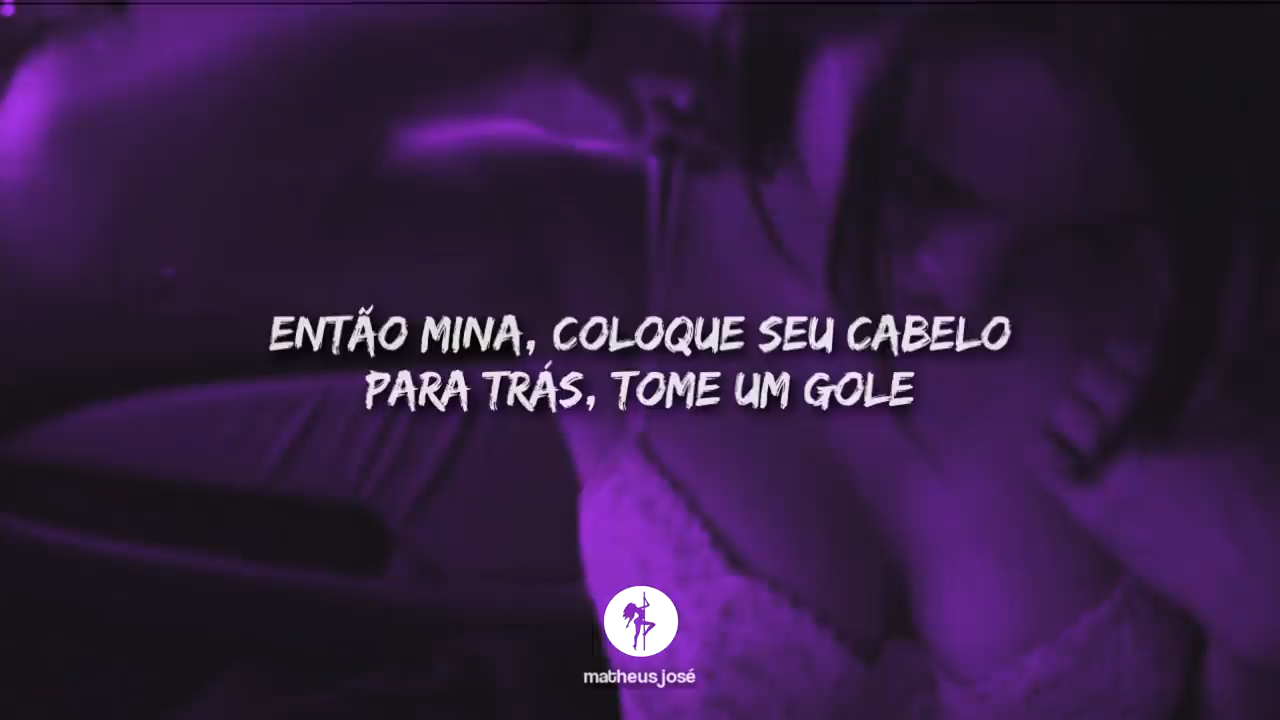 ENTÃO MINA, COLOQUE SEU CABELO
PARA TRÁS, TOME UM GOLE
matheus josé